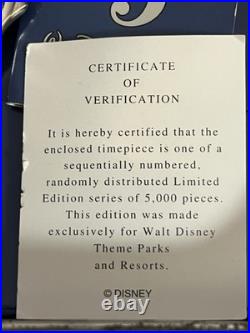 CERTIFICATE
OF
VERIFICATION
It is hereby certified that the
enclosed timepiece is one of a
sequentially numbered,
randomly distributed Limited
Edition series of 5,000 pieces.
This edition was made
exclusively for Walt Disney
Theme Parks
and Resorts.
© DISNEY